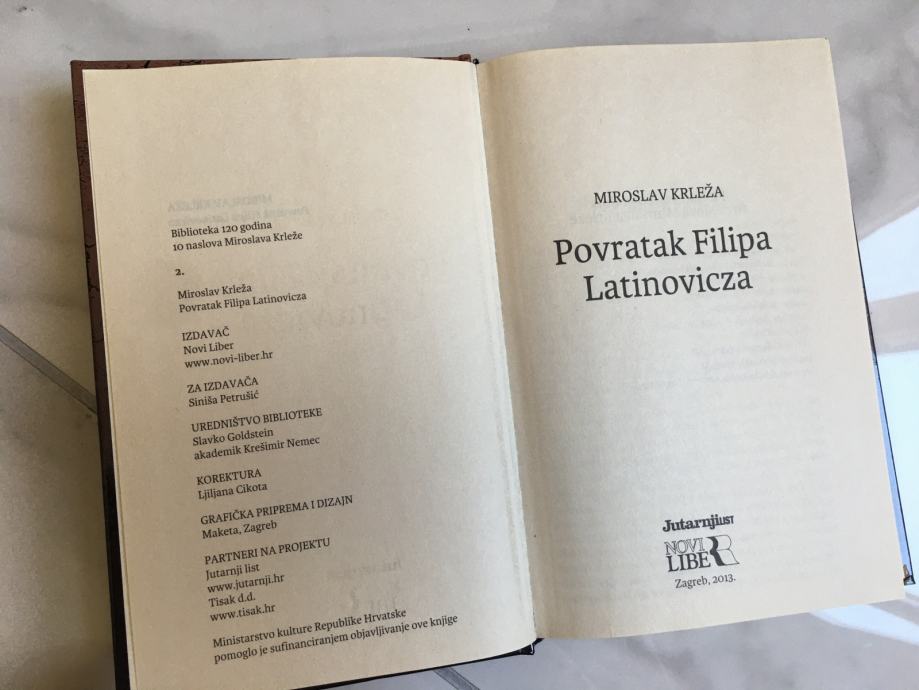 Biblioteka 120 godina
10 naslova Miroslava Krleže
2.
Miroslav Krleža
Povratak Filipa Latinovicza
IZDAVAČ
Novi Liber
www.novi-liber.hr
ZA IZDAVAČA
Siniša Petrušić
UREDNIŠTVO BIBLIOTEKE
Slavko Goldstein
akademik Krešimir Nemec
KOREKTURA
Ljiljana Cikota
GRAFIČKA PRIPREMA I DIZAJN
Maketa, Zagreb
PARTNERI NA PROJEKTU
Jutarnji list
www.jutarnji.hr
Tisak d.d.
www.tisak.hr
Ministarstvo kulture Republike Hrvatske
pomoglo je sufinanciranjem objavljivanje ove knjige
MIROSLAV KRLEŽA
Povratak Filipa
Latinovicza
Jutarnji LIST
NOVI
LIBER
Zagreb, 2013.